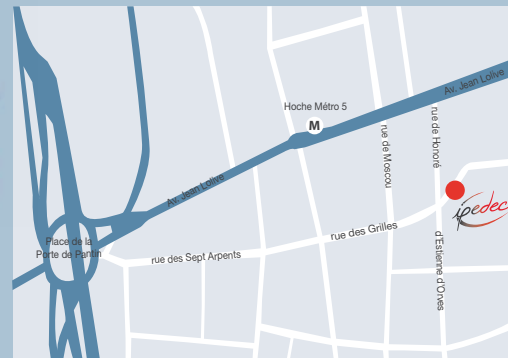 Av. Jean Lolive
Hoche Métro 5
M
rue de Honoré
rue de Moscou
Av. Jean Lolive
ipedec
rue des Grilles
Place de la
Porte de Pantin
rue des Sept Arpents
d'Estienne d'Orves